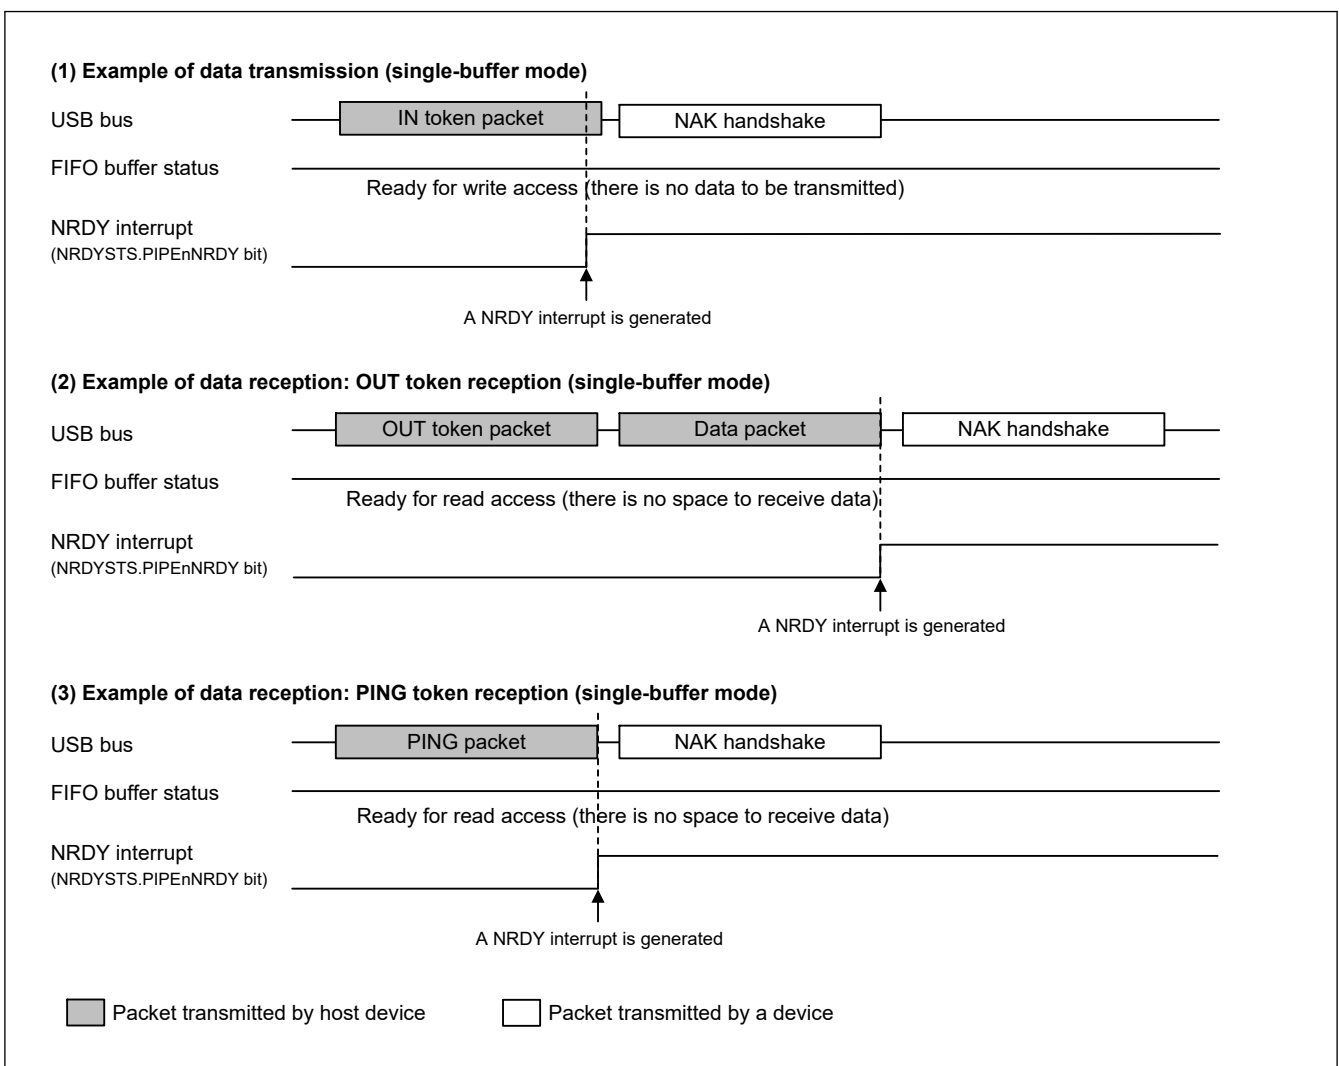 (1) Example of data transmission (single-buffer mode)
USB bus
IN token packet
NAK handshake
FIFO buffer status
Ready for write access (there is no data to be transmitted)
NRDY interrupt
(NRDYSTS.PIPEnNRDY bit)
A NRDY interrupt is generated
(2) Example of data reception: OUT token reception (single-buffer mode)
USB bus
OUT token packet
Data packet
NAK handshake
FIFO buffer status
Ready for read access (there is no space to receive data)
NRDY interrupt
(NRDYSTS.PIPEnNRDY bit)
A NRDY interrupt is generated
(3) Example of data reception: PING token reception (single-buffer mode)
USB bus
PING packet
NAK handshake
FIFO buffer status
Ready for read access (there is no space to receive data)
NRDY interrupt
(NRDYSTS.PIPEnNRDY bit)
A NRDY interrupt is generated
Packet transmitted by host device
Packet transmitted by a device